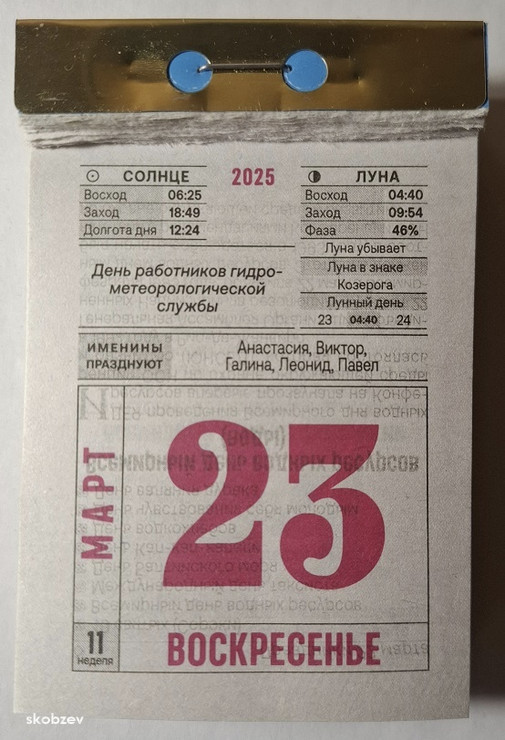 СОЛНЦЕ
Восход 06:25
Заход 18:49
Долгота дня 12:24
2025
ЛУНА
Восход 04:40
Заход 09:54
Фаза 46%
Луна убывает
Луна в знаке
Козерога
Лунный день
23 04:40 24
День работников гидро-
метеорологической
службы
ИМЕНИНЫ
ПРАЗДНУЮТ
Анастасия, Виктор,
Галина, Леонид, Павел
МАРТ
23
11
неделя
ВОСКРЕСЕНЬЕ
skobzev